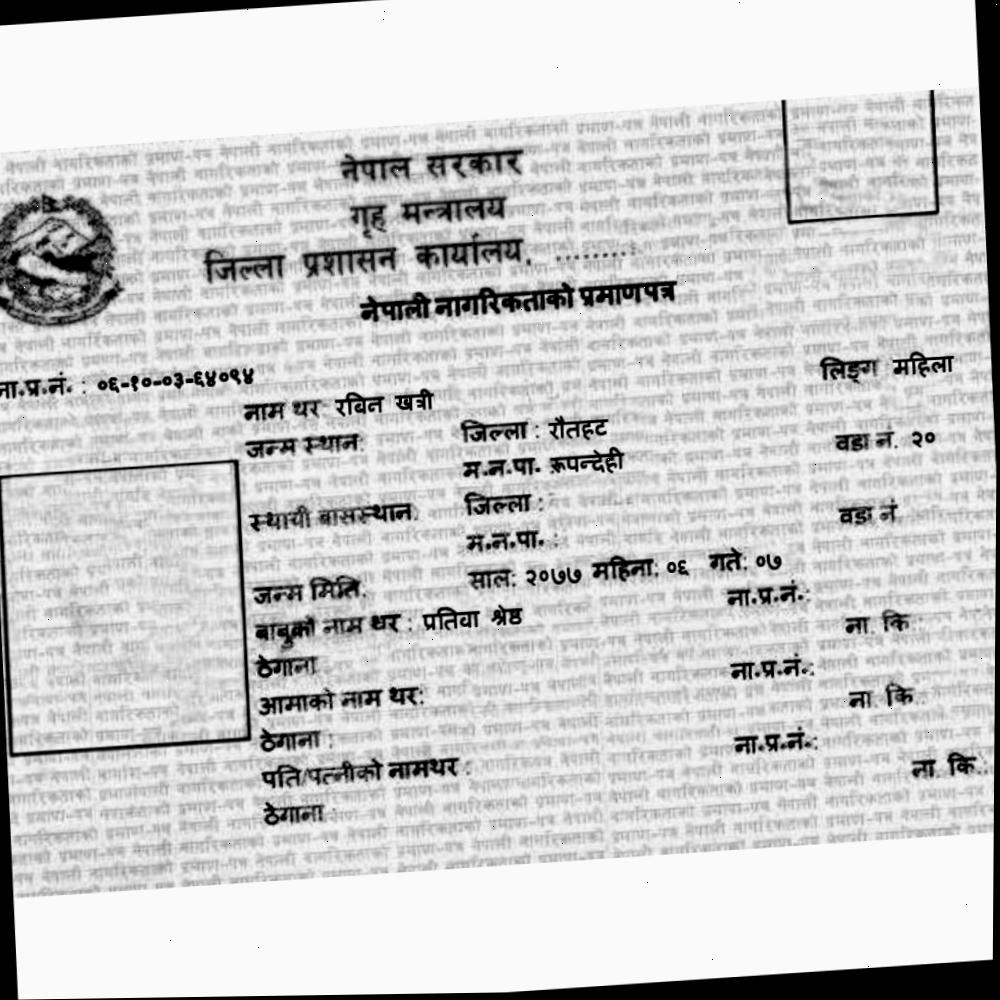 नेपाल सरकार
गृह मन्त्रालय
जिल्ला प्रशासन कार्यालय, .........
नेपाली नागरिकताको प्रमाणपत्र
ना.प्र.नं. : ०६-१०-०३-६४०९४
लिङ्ग महिला
नाम थर: रबिन खत्री
जन्म स्थान: जिल्ला : रौतहट
म.न.पा. रूपन्देही वडा नं. २०
स्थायी बासस्थान: जिल्ला :
म.न.पा. : वडा नं
जन्म मिति: साल: २०७७ महिना: ०६ गते: ०७
बाबुको नाम थर : प्रतिवा श्रेष्ठ ना.प्र.नं.:
ठेगाना ना. कि :
आमाको नाम थर: ना.प्र.नं.:
ठेगाना : ना. कि :
पति/पत्नीको नामथर : ना.प्र.नं.:
ठेगाना ना. कि :